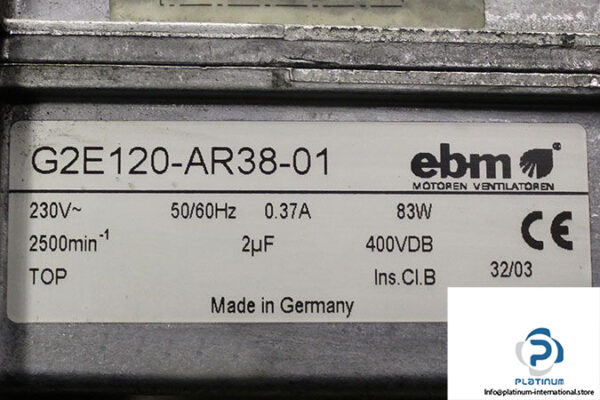 G2E120-AR38-01
ebm ®
MOTOREN VENTILATOREN
230V~ 50/60Hz 0.37A 83W
2500min⁻¹ 2µF 400VDB
CE
TOP Ins.Cl.B 32/03
Made in Germany
PLATINUM
Info@platinum-international.store